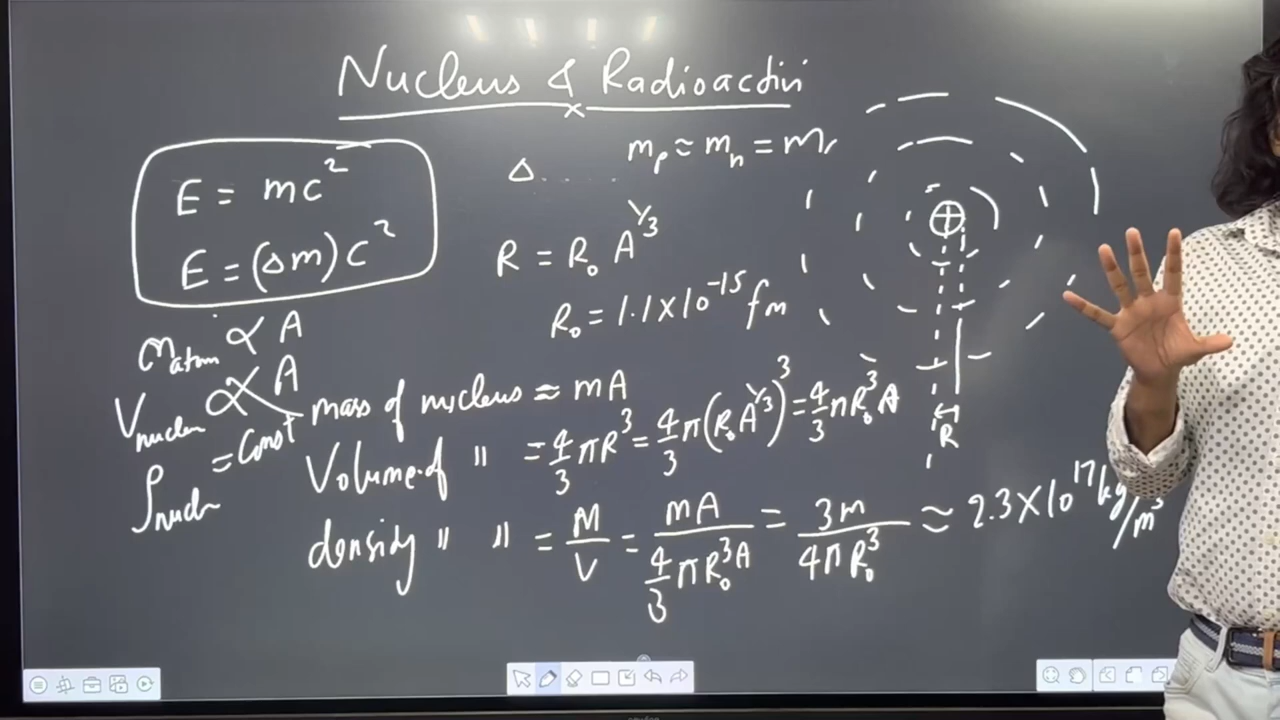 Nucleus & Radioactivi
mₚ ≈ mₙ = m
E = mc²
E = (Δm)c²
Δ.......
R = R₀ A^1/3
R₀ = 1.1×10⁻¹⁵ fm
m_atom ∝ A
V_nucleu ∝ A
ρ_nucle = const
mass of nucleus ≈ mA
Volume of " = 4/3 πR³ = 4/3 π(R₀A^1/3)³ = 4/3 πR₀³A
density " " = M/V = mA / (4/3 πR₀³A) = 3m / 4πR₀³ ≈ 2.3×10¹⁷ kg/m³
R